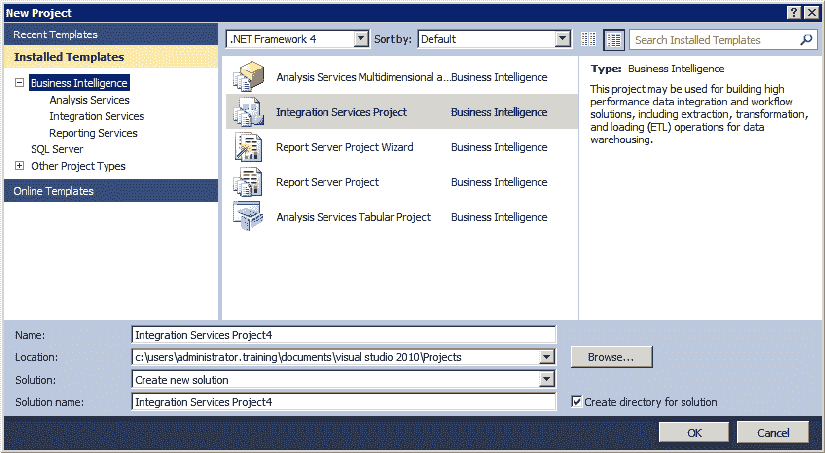 New Project
Recent Templates
Installed Templates
Business Intelligence
Analysis Services
Integration Services
Reporting Services
SQL Server
Other Project Types
Online Templates
.NET Framework 4 Sort by: Default Search Installed Templates
Analysis Services Multidimensional a... Business Intelligence
Integration Services Project Business Intelligence
Report Server Project Wizard Business Intelligence
Report Server Project Business Intelligence
Analysis Services Tabular Project Business Intelligence
Type: Business Intelligence
This project may be used for building high
performance data integration and workflow
solutions, including extraction, transformation,
and loading (ETL) operations for data
warehousing.
Name: Integration Services Project4
Location: c:\users\administrator.training\documents\visual studio 2010\Projects Browse...
Solution: Create new solution
Solution name: Integration Services Project4 Create directory for solution
OK Cancel